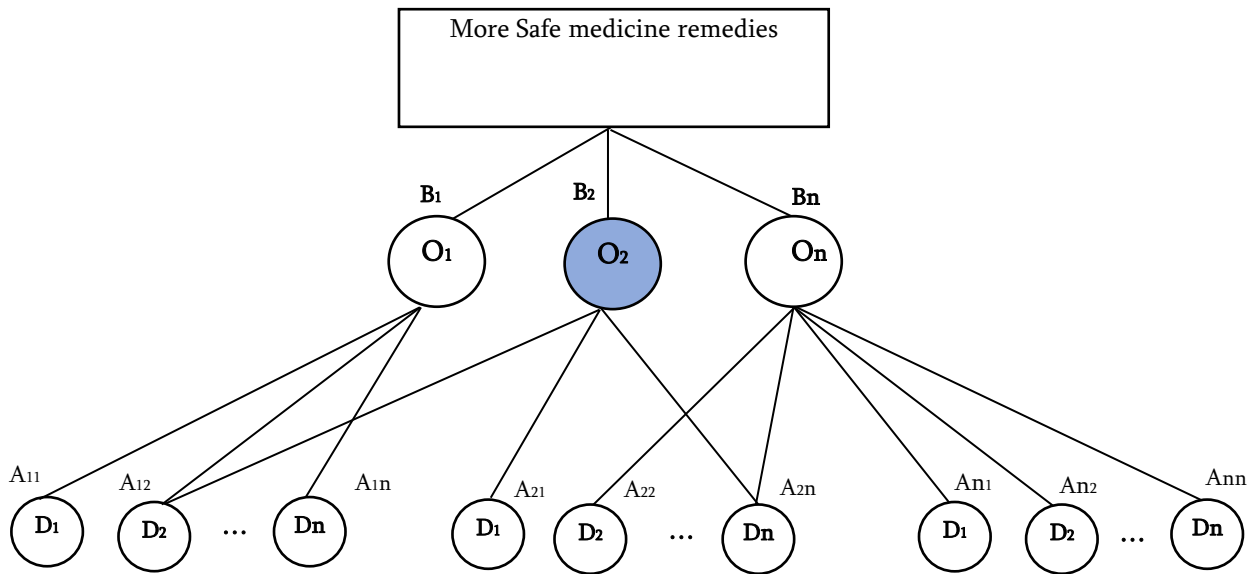 More Safe medicine remedies
B1 B2 Bn
O1 O2 On
A11 A12 A1n A21 A22 A2n An1 An2 Ann
D1 D2 ... Dn D1 D2 ... Dn D1 D2 ... Dn